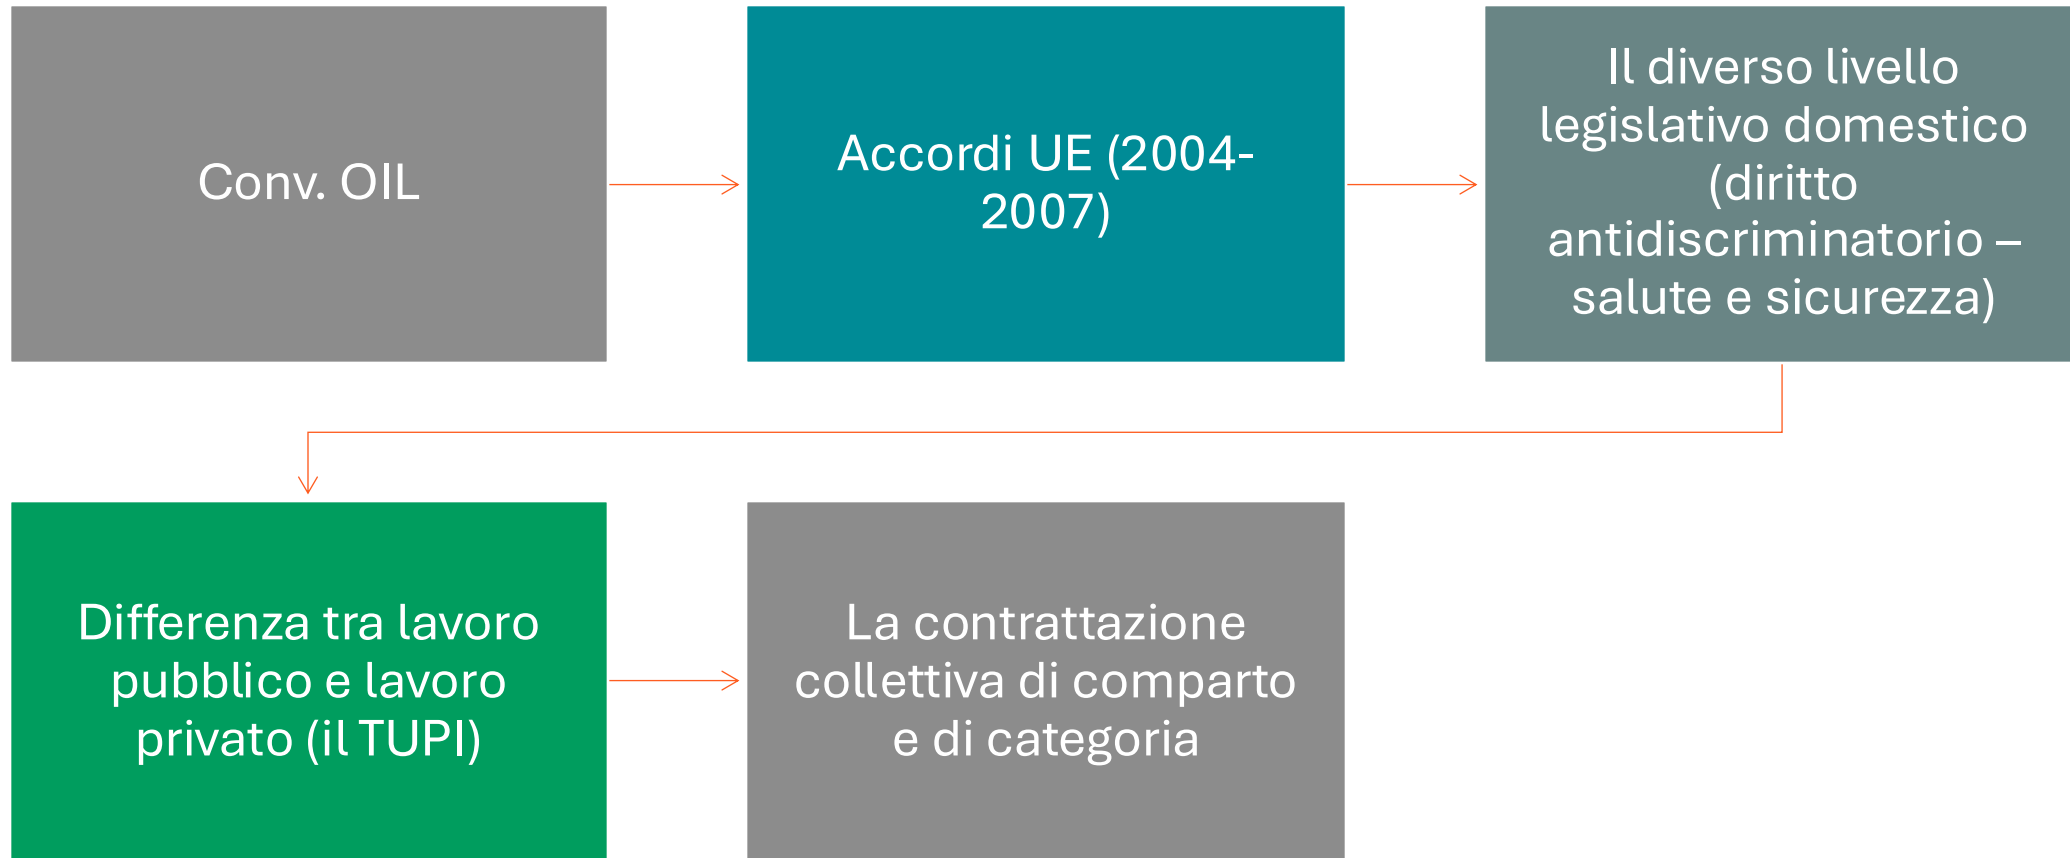 Conv. OIL
Accordi UE (2004-
2007)
Il diverso livello
legislativo domestico
(diritto
antidiscriminatorio –
salute e sicurezza)
Differenza tra lavoro
pubblico e lavoro
privato (il TUPI)
La contrattazione
collettiva di comparto
e di categoria